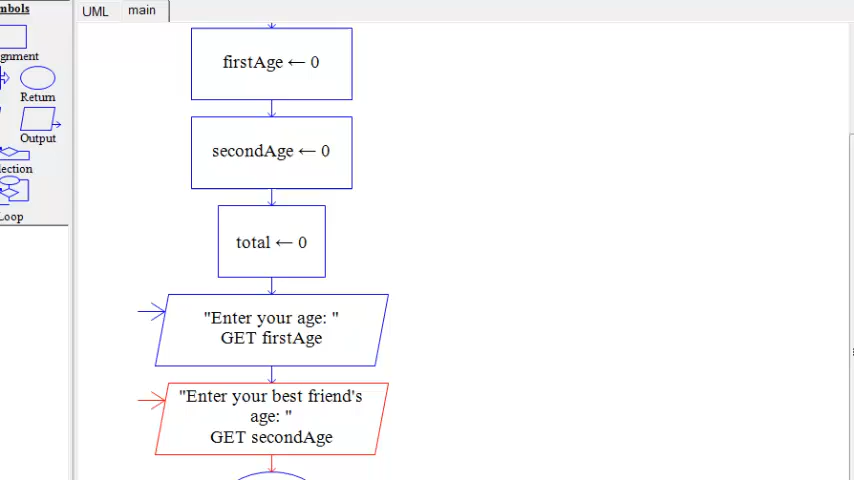 mbols
gnment
Return
Output
lection
Loop
UML
main
firstAge ← 0
secondAge ← 0
total ← 0
"Enter your age: "
GET firstAge
"Enter your best friend's
age: "
GET secondAge